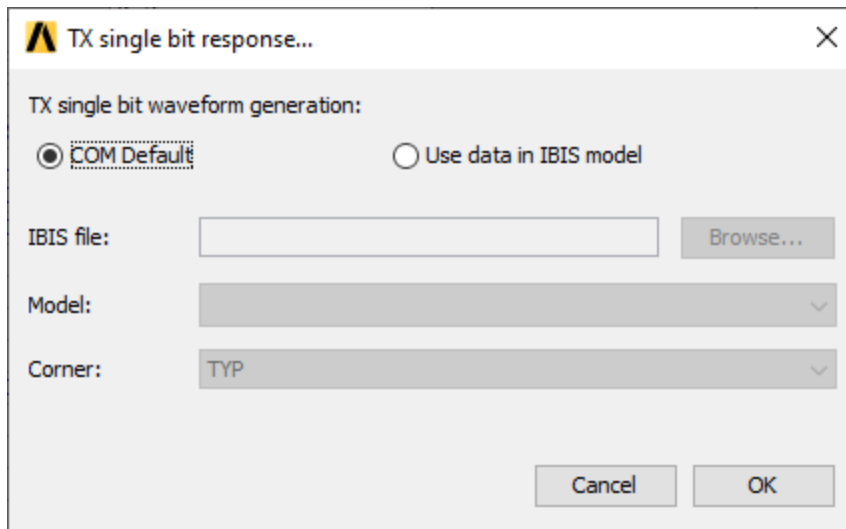 TX single bit response...
TX single bit waveform generation:
COM Default Use data in IBIS model
IBIS file: Browse...
Model:
Corner: TYP
Cancel OK